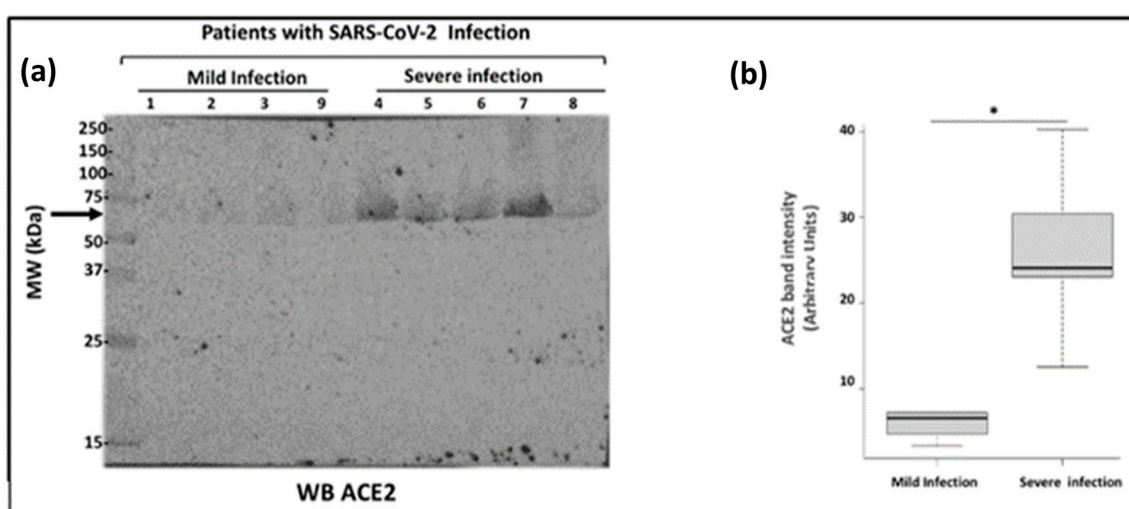 Patients with SARS-CoV-2 Infection
(a)
Mild Infection Severe infection
1 2 3 9 4 5 6 7 8
250-
150-
100-
75-
50-
37-
25-
15-
MW (kDa)
WB ACE2
(b)
*
40
30
20
10
ACE2 band intensity
(Arbitrary Units)
Mild Infection Severe infection